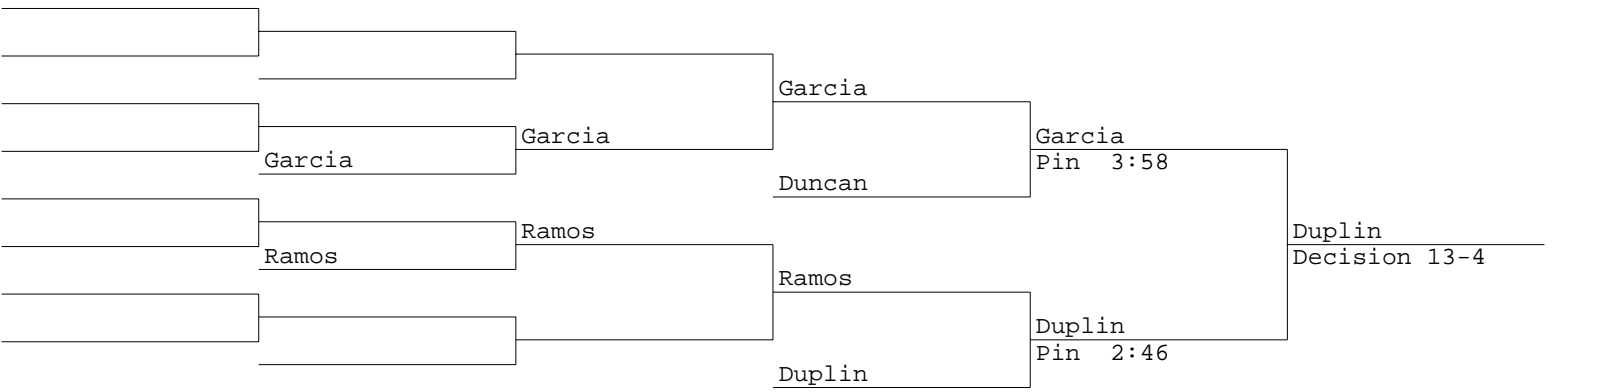 Garcia
Garcia
Garcia
Garcia
Pin 3:58
Duncan
Ramos
Duplin
Ramos
Decision 13-4
Ramos
Duplin
Pin 2:46
Duplin